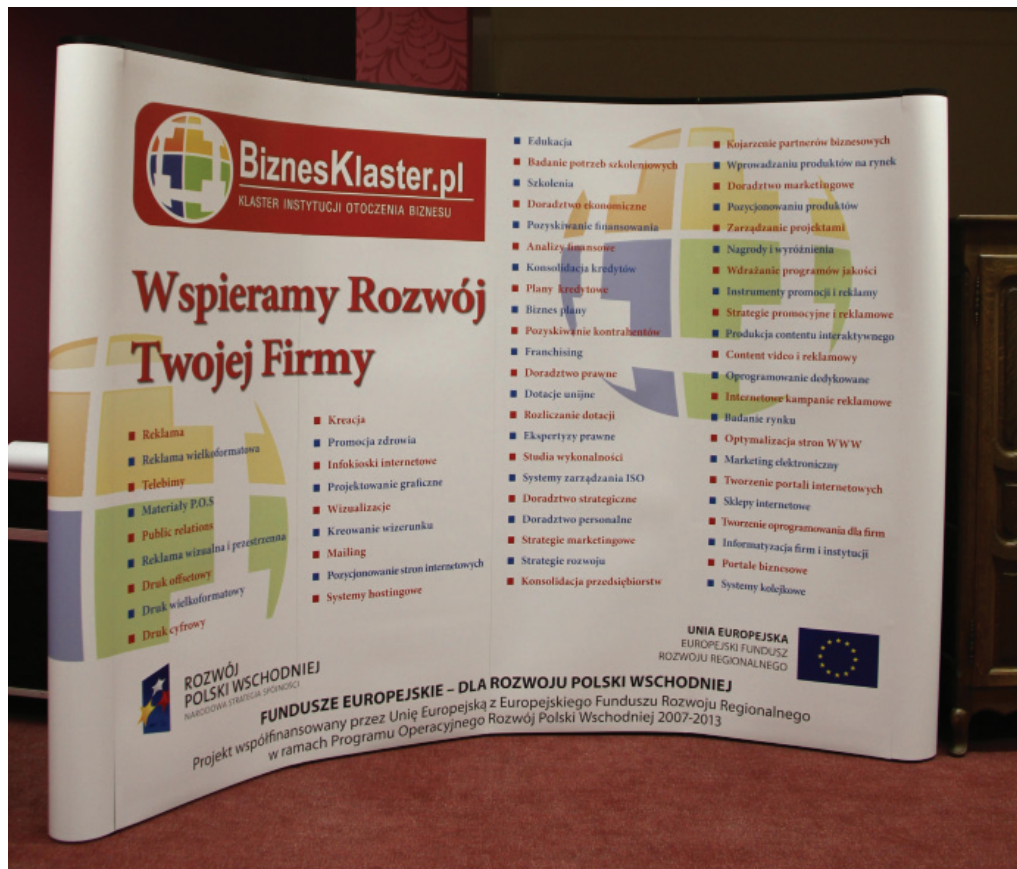 BiznesKlaster.pl
KLASTER INSTYTUCJI OTOCZENIA BIZNESU
Wspieramy Rozwój
Twojej Firmy
Reklama
Reklama wielkoformatowa
Telebimy
Materiały P.O.S
Public relations
Reklama wizualna i przestrzenna
Druk offsetowy
Druk wielkoformatowy
Druk cyfrowy
Kreacja
Promocja zdrowia
Infokioski internetowe
Projektowanie graficzne
Wizualizacje
Kreowanie wizerunku
Mailing
Pozycjonowanie stron internetowych
Systemy hostingowe
Edukacja
Badanie potrzeb szkoleniowych
Szkolenia
Doradztwo ekonomiczne
Pozyskiwanie finansowania
Analizy finansowe
Konsolidacja kredytów
Plany kredytowe
Biznes plany
Pozyskiwanie kontrahentów
Franchising
Doradztwo prawne
Dotacje unijne
Rozliczanie dotacji
Ekspertyzy prawne
Studia wykonalności
Systemy zarządzania ISO
Doradztwo strategiczne
Doradztwo personalne
Strategie marketingowe
Strategie rozwoju
Konsolidacja przedsiębiorstw
Kojarzenie partnerów biznesowych
Wprowadzaniu produktów na rynek
Doradztwo marketingowe
Pozycjonowaniu produktów
Zarządzanie projektami
Nagrody i wyróżnienia
Wdrażanie programów jakości
Instrumenty promocji i reklamy
Strategie promocyjne i reklamowe
Produkcja contentu interaktywnego
Content video i reklamowy
Oprogramowanie dedykowane
Internetowe kampanie reklamowe
Badanie rynku
Optymalizacja stron WWW
Marketing elektroniczny
Tworzenie portali internetowych
Sklepy internetowe
Tworzenie oprogramowania dla firm
Informatyzacja firm i instytucji
Portale biznesowe
Systemy kolejkowe
ROZWÓJ
POLSKI WSCHODNIEJ
NARODOWA STRATEGIA SPÓJNOŚCI
UNIA EUROPEJSKA
EUROPEJSKI FUNDUSZ
ROZWOJU REGIONALNEGO
FUNDUSZE EUROPEJSKIE – DLA ROZWOJU POLSKI WSCHODNIEJ
Projekt współfinansowany przez Unię Europejską z Europejskiego Funduszu Rozwoju Regionalnego
w ramach Programu Operacyjnego Rozwój Polski Wschodniej 2007-2013